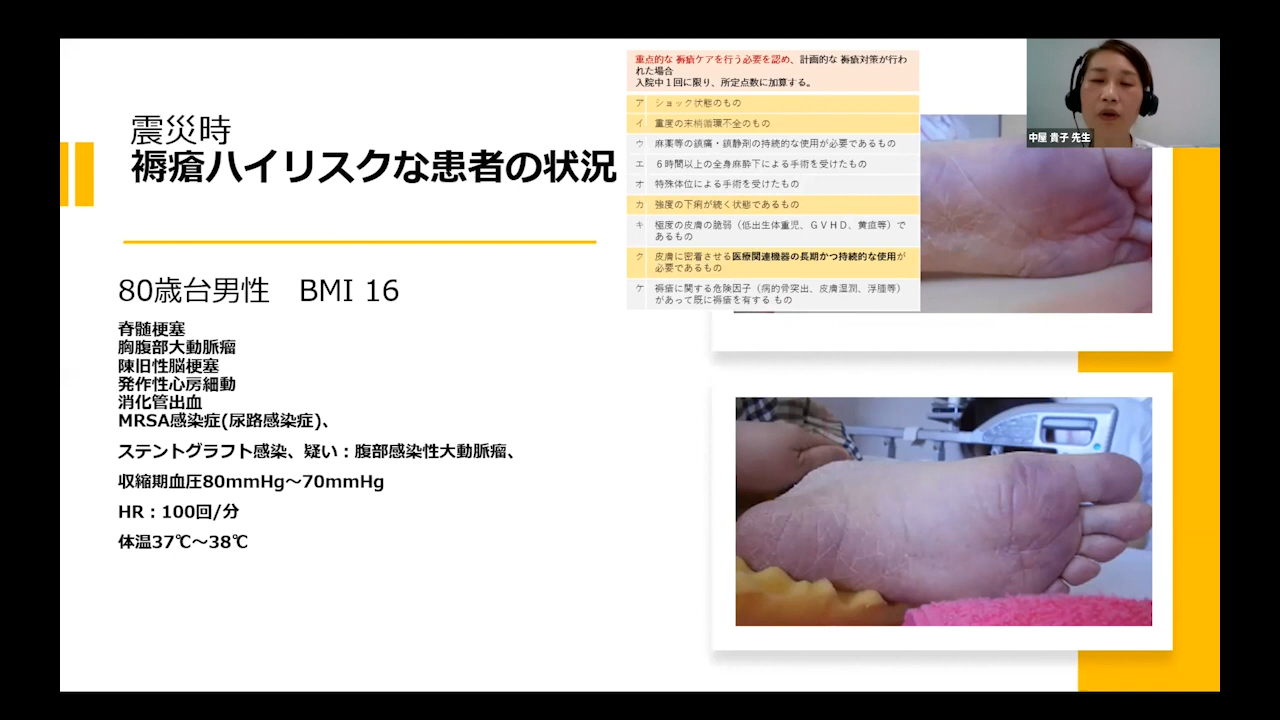 震災時
褥瘡ハイリスクな患者の状況
80歳台男性 BMI 16
脊髄梗塞
胸腹部大動脈瘤
陳旧性脳梗塞
発作性心房細動
消化管出血
MRSA感染症(尿路感染症)、
ステントグラフト感染、疑い：腹部感染性大動脈瘤、
収縮期血圧80mmHg～70mmHg
HR：100回/分
体温37℃～38℃
重点的な 褥瘡ケアを行う必要を認め、計画的な 褥瘡対策が行わ
れた場合
入院中１回に限り、所定点数に加算する。
ア ショック状態のもの
イ 重度の末梢循環不全のもの
ウ 麻薬等の鎮痛・鎮静剤の持続的な使用が必要であるもの
エ ６時間以上の全身麻酔下による手術を受けたもの
オ 特殊体位による手術を受けたもの
カ 強度の下痢が続く状態であるもの
キ 極度の皮膚の脆弱（低出生体重児、ＧＶＨＤ、黄疸等）で
あるもの
ク 皮膚に密着させる医療関連機器の長期かつ持続的な使用が
必要であるもの
ケ 褥瘡に関する危険因子（病的骨突出、皮膚湿潤、浮腫等）
があって既に褥瘡を有する もの
中屋 貴子 先生